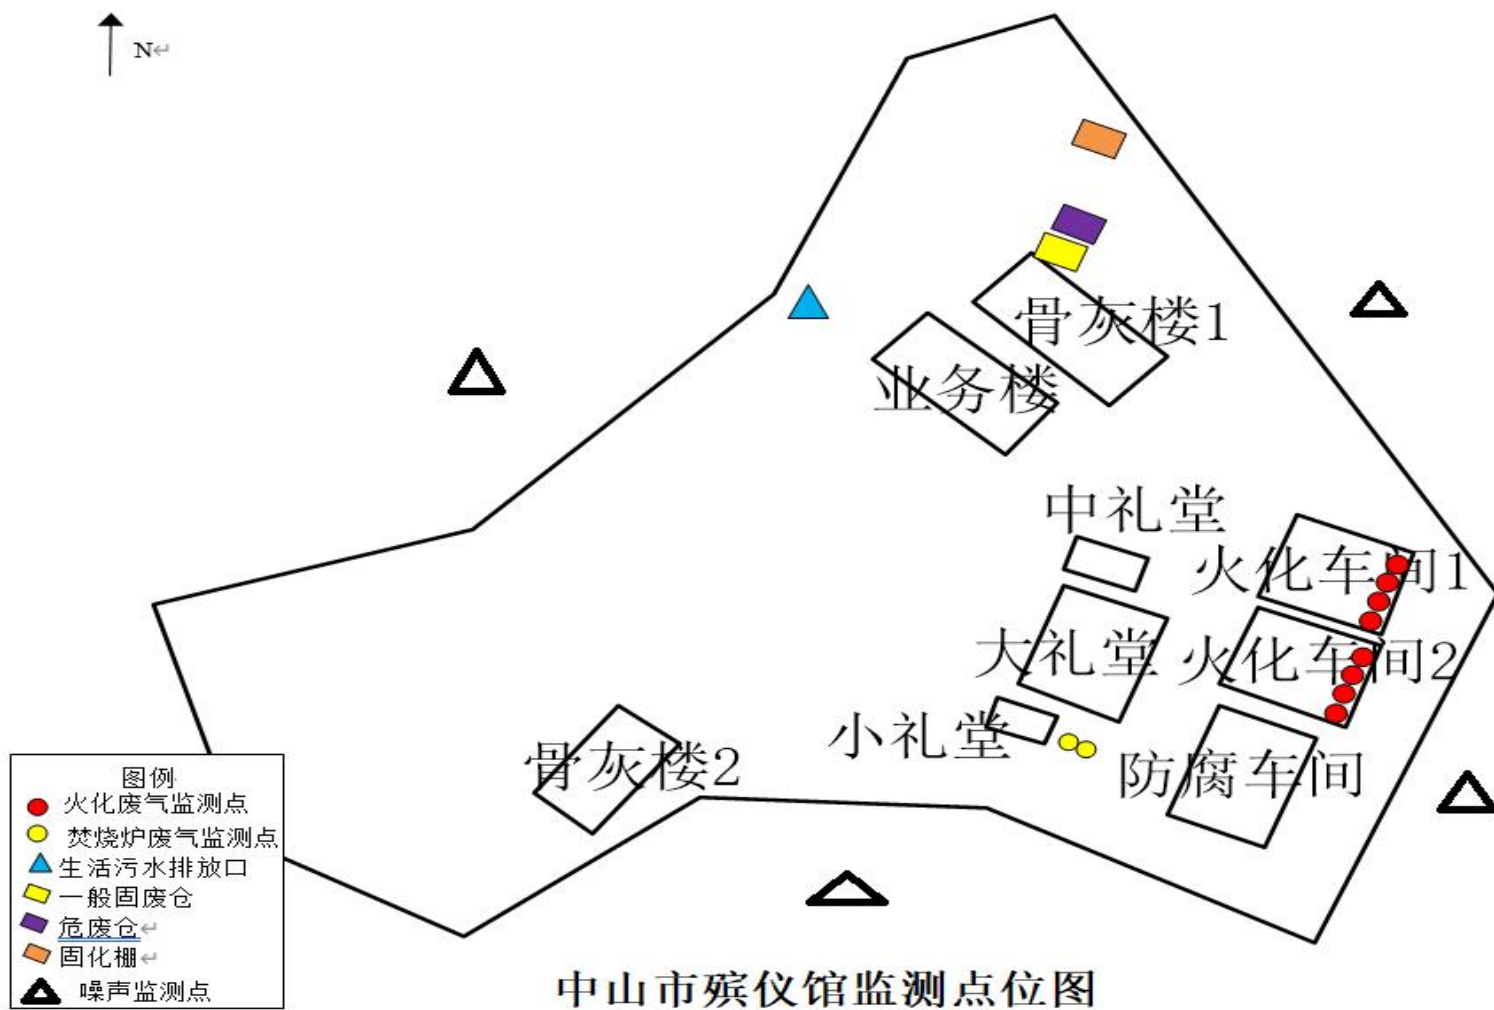 N↵
骨灰楼1
业务楼
中礼堂
火化车间1
大礼堂
火化车间2
小礼堂
骨灰楼2
防腐车间
图例
火化废气监测点
焚烧炉废气监测点
生活污水排放口
一般固废仓
危废仓↵
固化棚↵
噪声监测点
中山市殡仪馆监测点位图